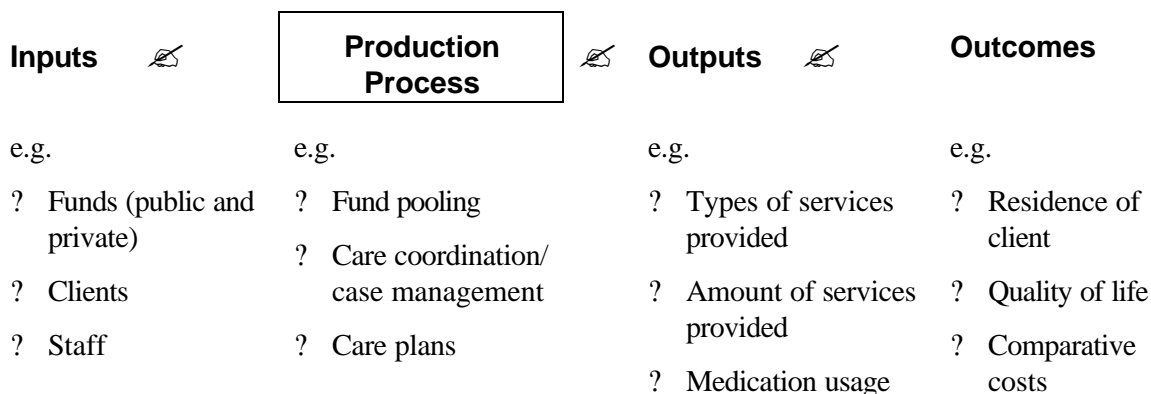 Inputs
Production
Process
Outputs
Outcomes
e.g.
? Funds (public and
private)
? Clients
? Staff
e.g.
? Fund pooling
? Care coordination/
case management
? Care plans
e.g.
? Types of services
provided
? Amount of services
provided
? Medication usage
e.g.
? Residence of
client
? Quality of life
? Comparative
costs